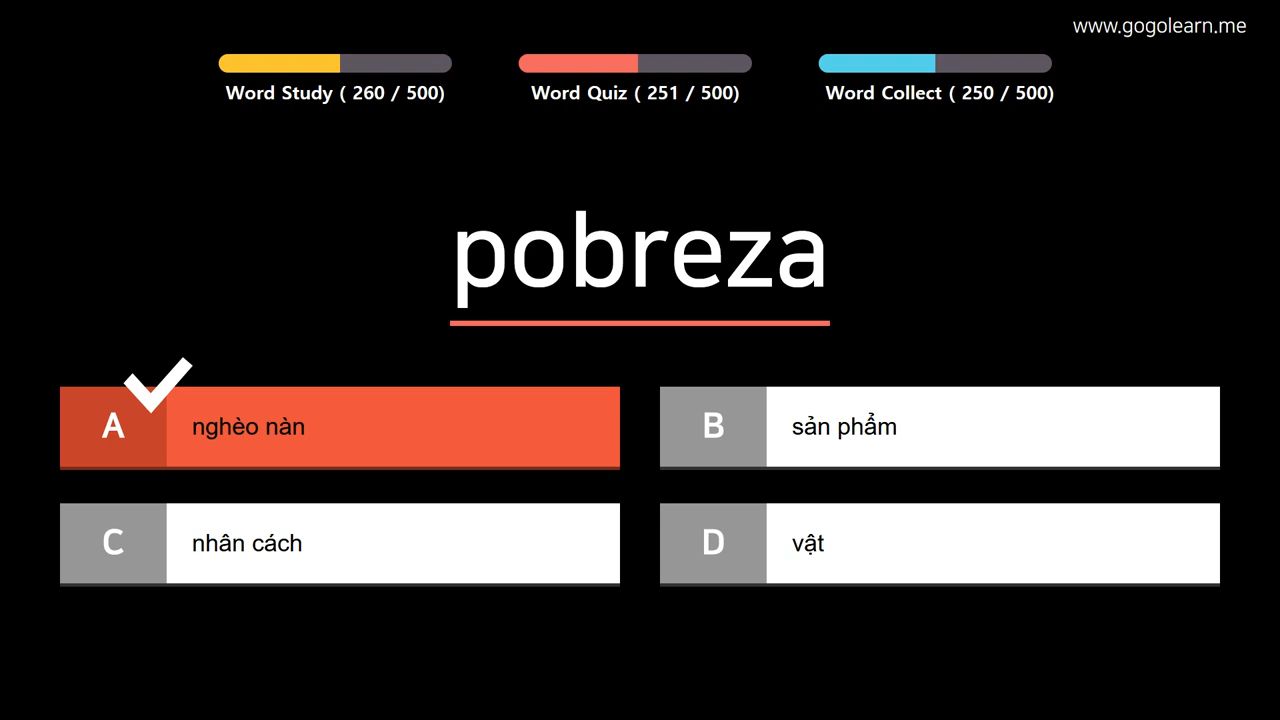 www.gogolearn.me
Word Study ( 260 / 500)
Word Quiz ( 251 / 500)
Word Collect ( 250 / 500)
pobreza
A nghèo nàn
B sản phẩm
C nhân cách
D vật